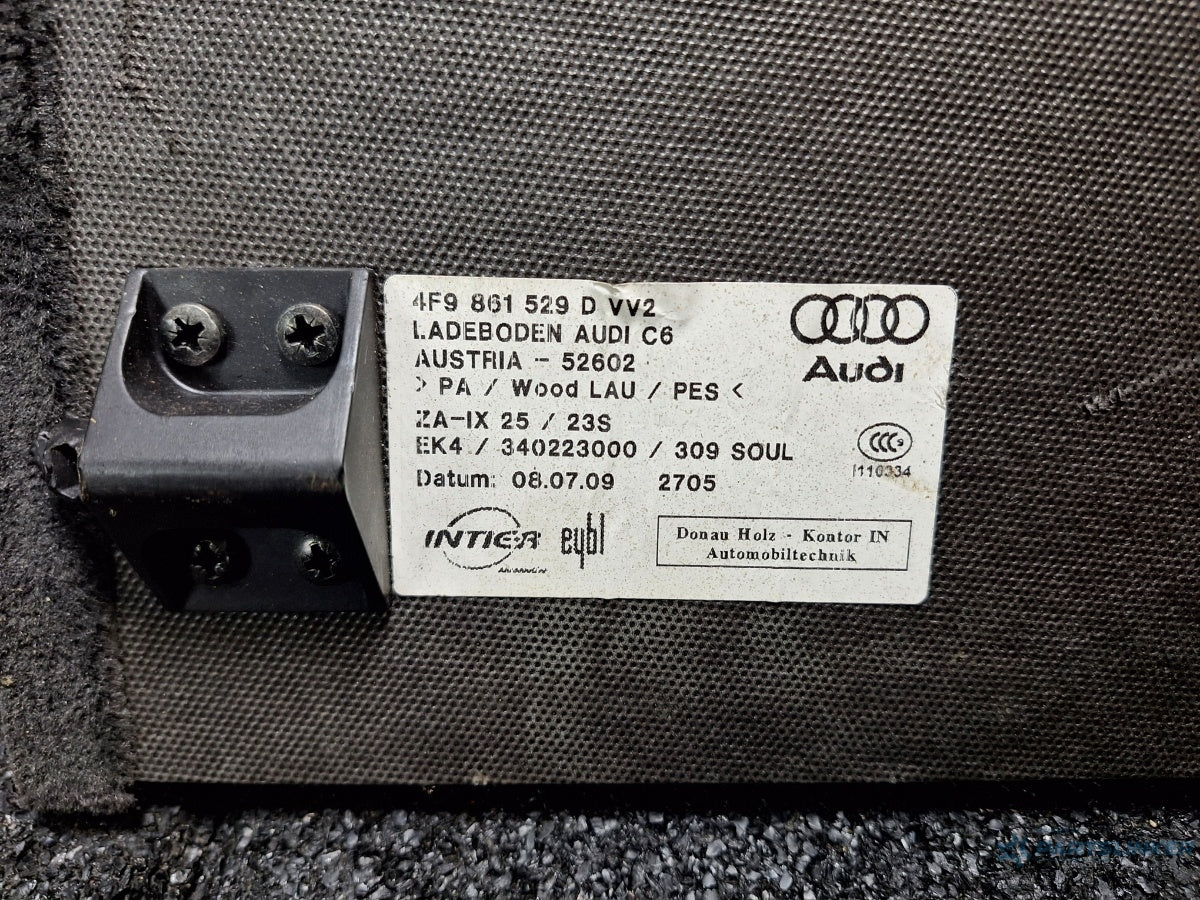 4F9 861 529 D VV2
LADEBODEN AUDI C6
AUSTRIA - 52602
> PA / Wood LAU / PES <
ZA-IX 25 / 23S
EK4 / 340223000 / 309 SOUL
Datum: 08.07.09 2705
Audi
CCC S
I110334
INTIER
eybl
Donau Holz - Kontor IN
Automobiltechnik